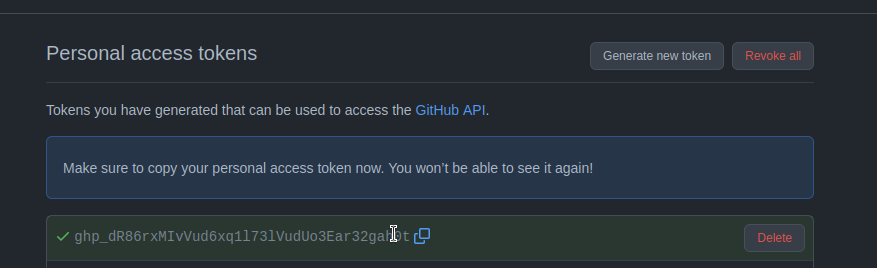 Personal access tokens
Generate new token
Revoke all
Tokens you have generated that can be used to access the GitHub API.
Make sure to copy your personal access token now. You won’t be able to see it again!
Delete